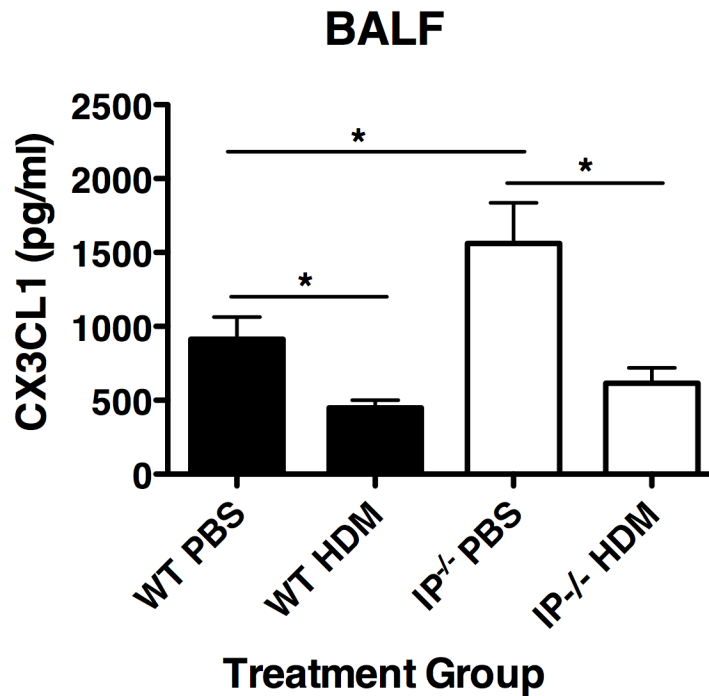 BALF
CX3CL1 (pg/ml)
2500
2000
1500
1000
500
0
*
*
*
WT PBS
WT HDM
IP⁻/⁻ PBS
IP-/- HDM
Treatment Group